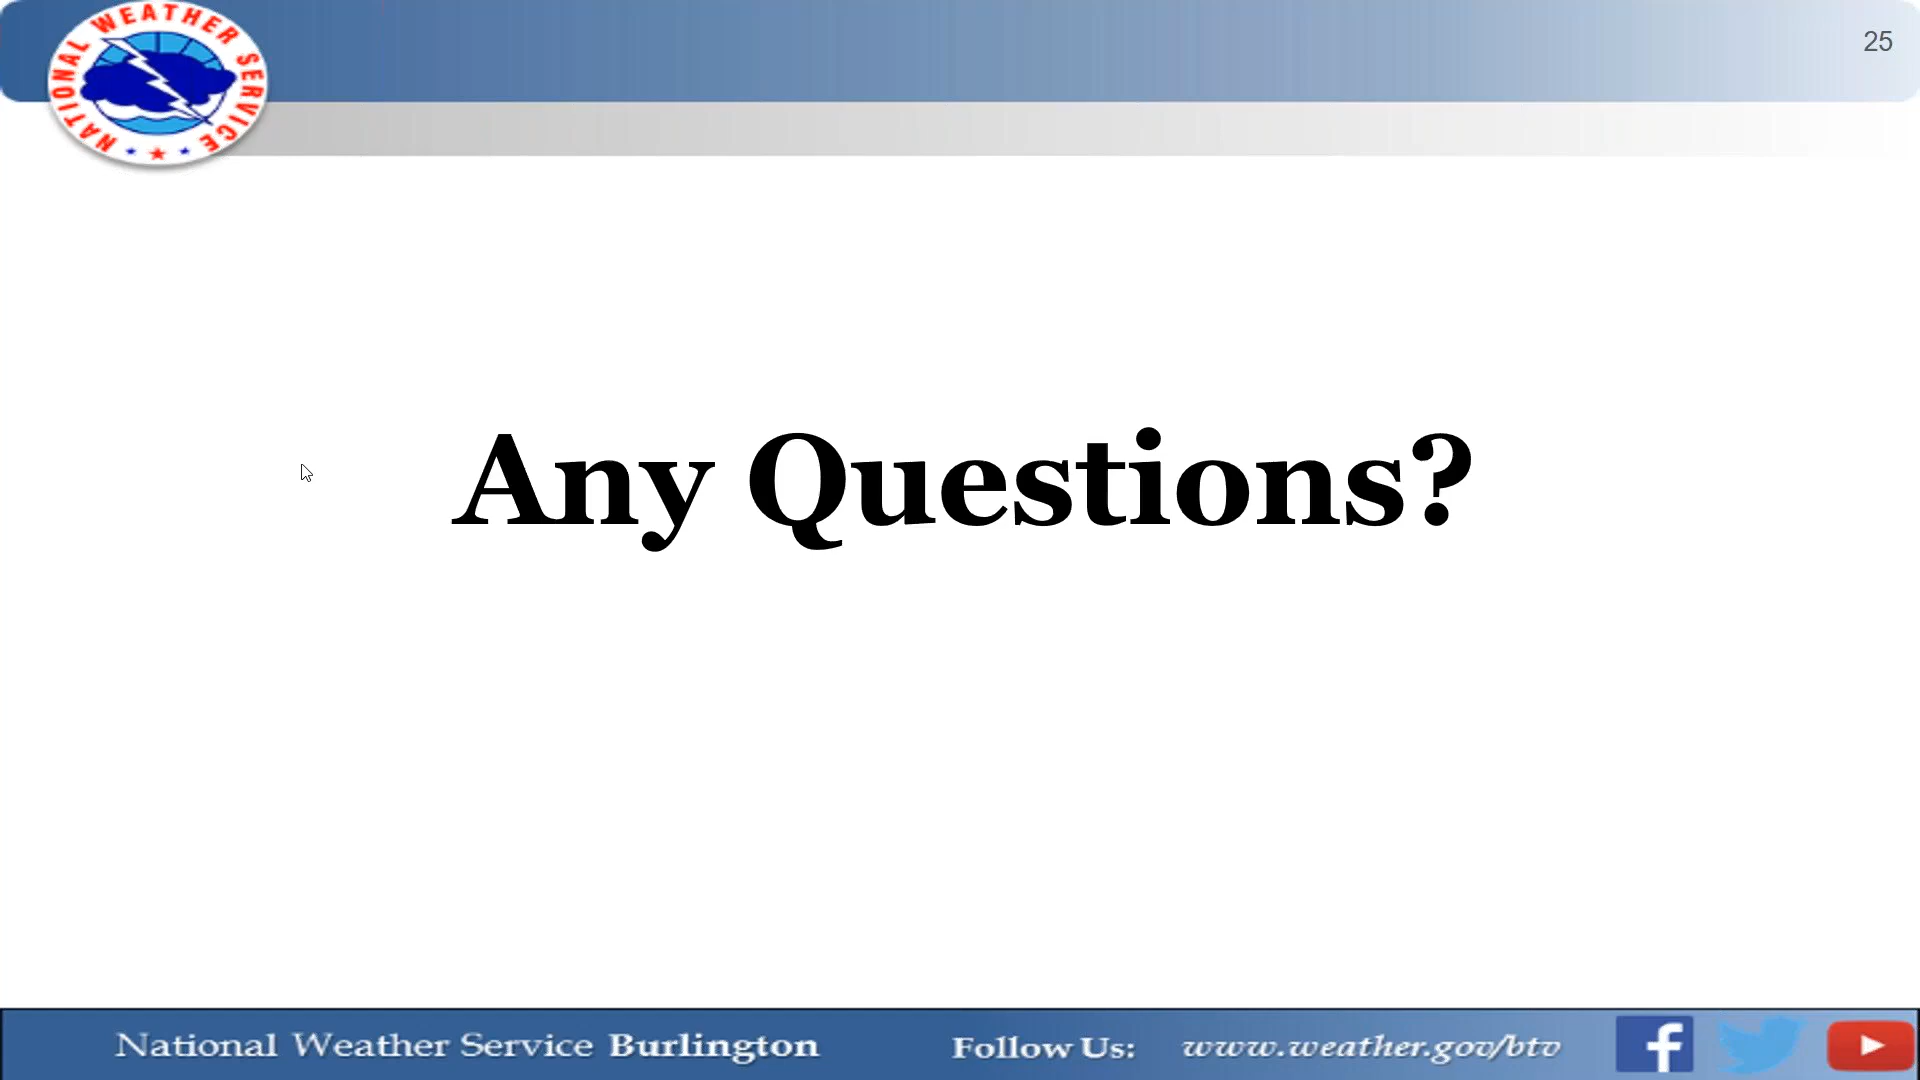 NATIONAL WEATHER SERVICE
25
Any Questions?
National Weather Service Burlington
Follow Us:
www.weather.gov/btv